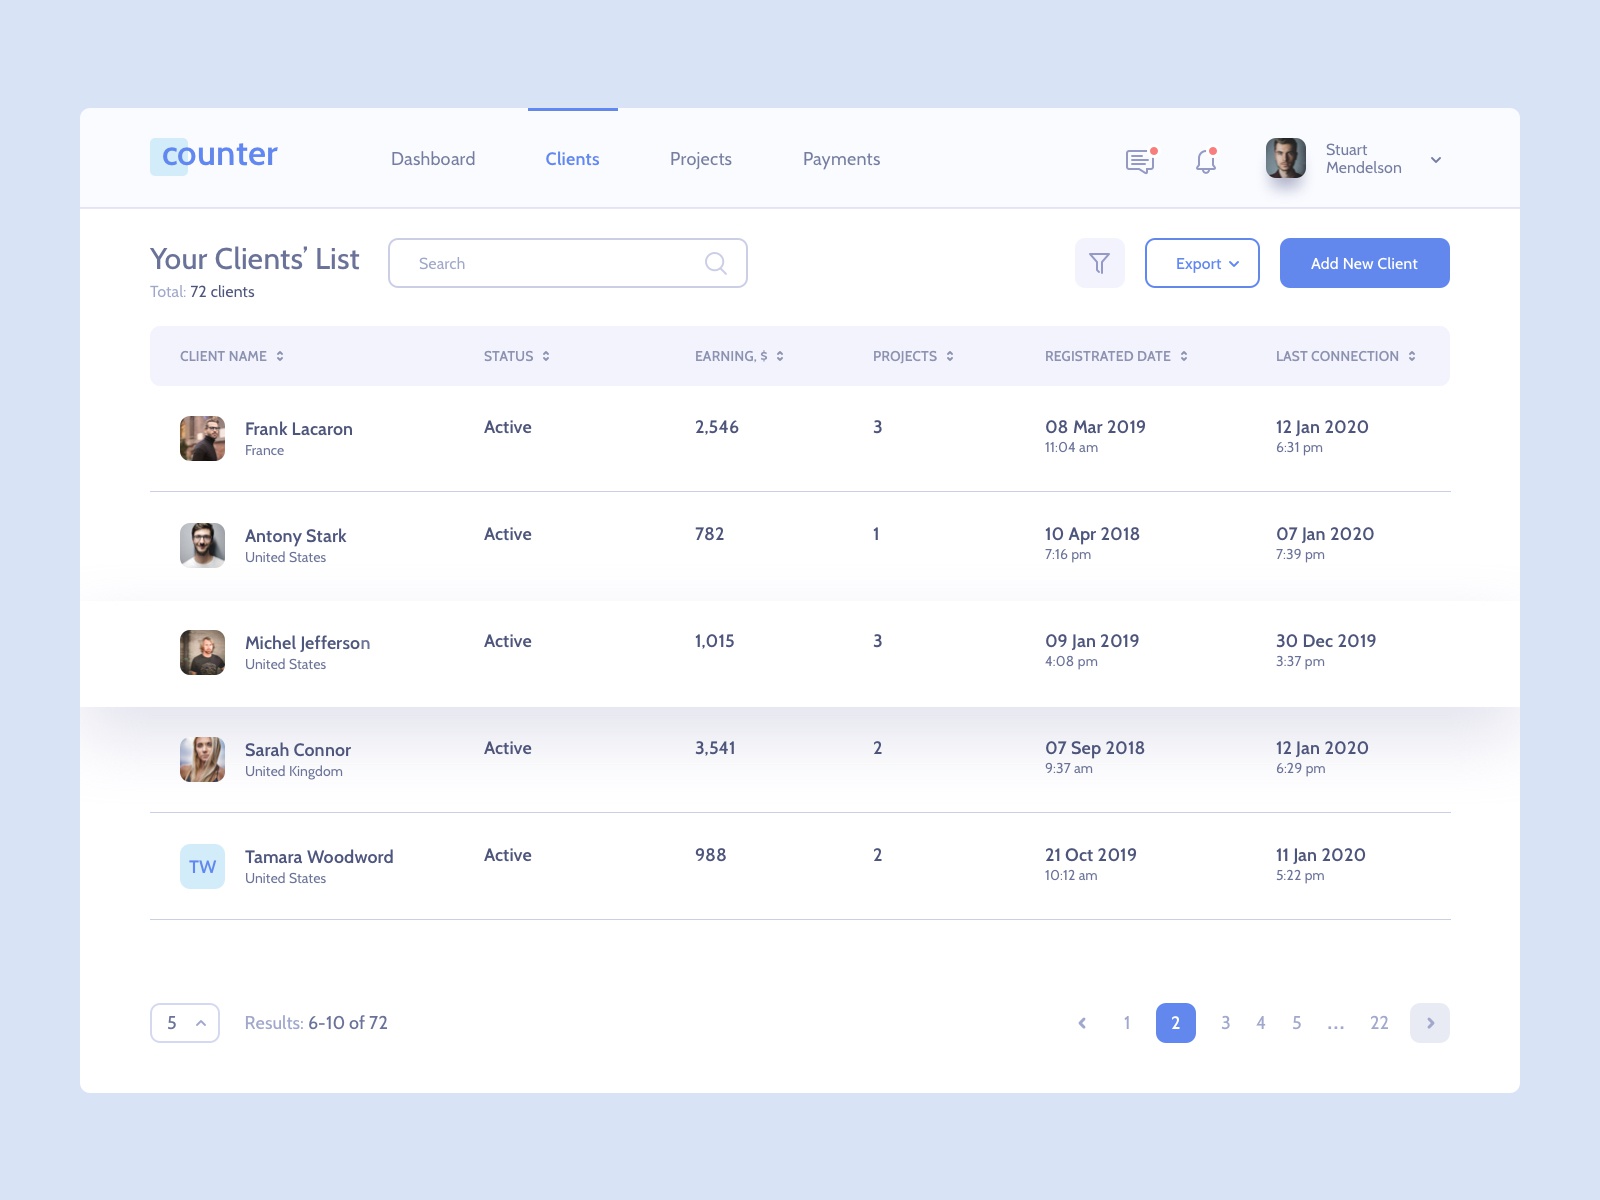 counter
Dashboard
Clients
Projects
Payments
Stuart
Mendelson
Your Clients’ List
Total: 72 clients
Search
Export
Add New Client
CLIENT NAME
STATUS
EARNING, $
PROJECTS
REGISTRATED DATE
LAST CONNECTION
Frank Lacaron
France
Active
2,546
3
08 Mar 2019
11:04 am
12 Jan 2020
6:31 pm
Antony Stark
United States
Active
782
1
10 Apr 2018
7:16 pm
07 Jan 2020
7:39 pm
Michel Jefferson
United States
Active
1,015
3
09 Jan 2019
4:08 pm
30 Dec 2019
3:37 pm
Sarah Connor
United Kingdom
Active
3,541
2
07 Sep 2018
9:37 am
12 Jan 2020
6:29 pm
TW
Tamara Woodword
United States
Active
988
2
21 Oct 2019
10:12 am
11 Jan 2020
5:22 pm
5
Results: 6-10 of 72
1 2 3 4 5 ... 22